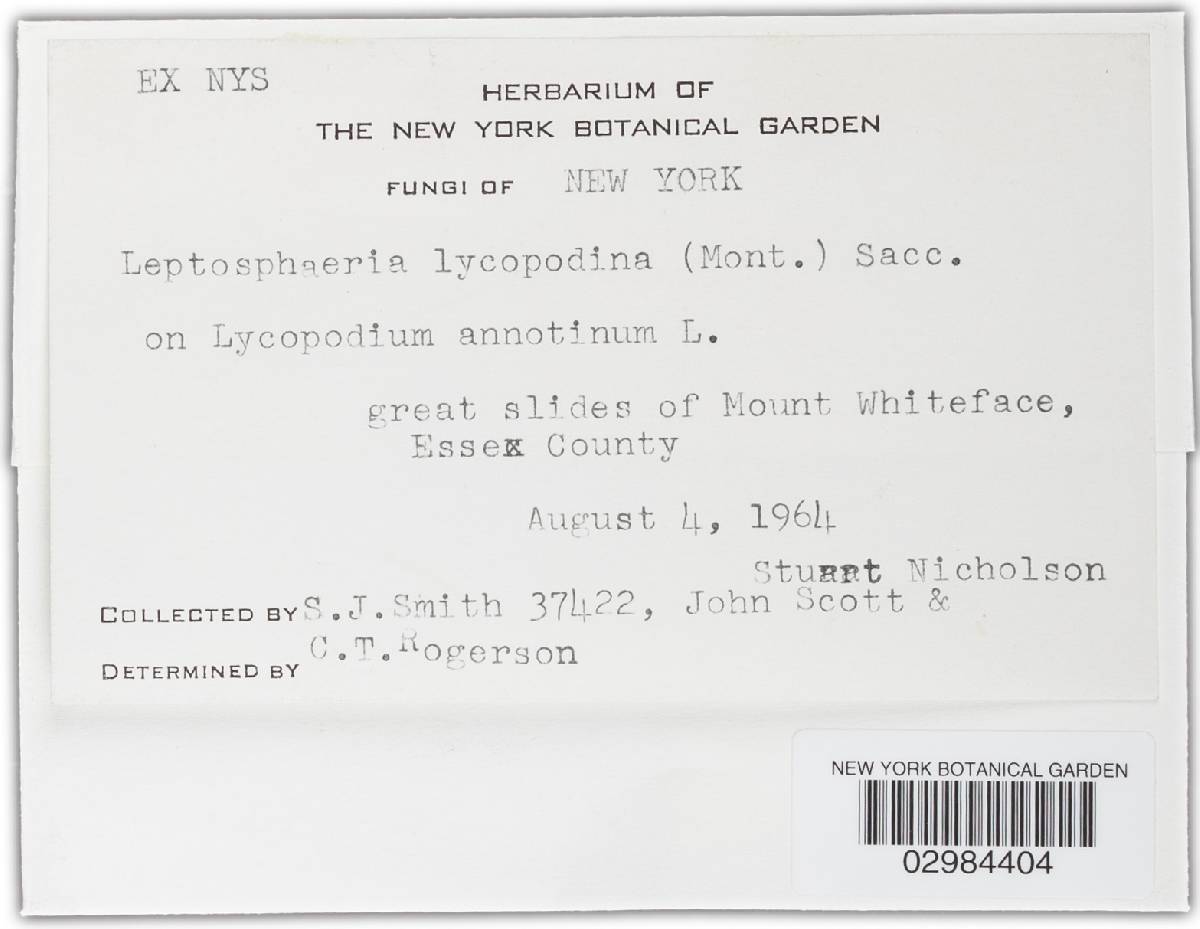 EX NYS
HERBARIUM OF
THE NEW YORK BOTANICAL GARDEN
FUNGI OF NEW YORK
Leptosphaeria lycopodina (Mont.) Sacc.
on Lycopodium annotinum L.
great slides of Mount Whiteface,
Essex County
August 4, 1964
Stuart Nicholson
COLLECTED BY S.J.Smith 37422, John Scott &
C.T.Rogerson
DETERMINED BY
NEW YORK BOTANICAL GARDEN
02984404